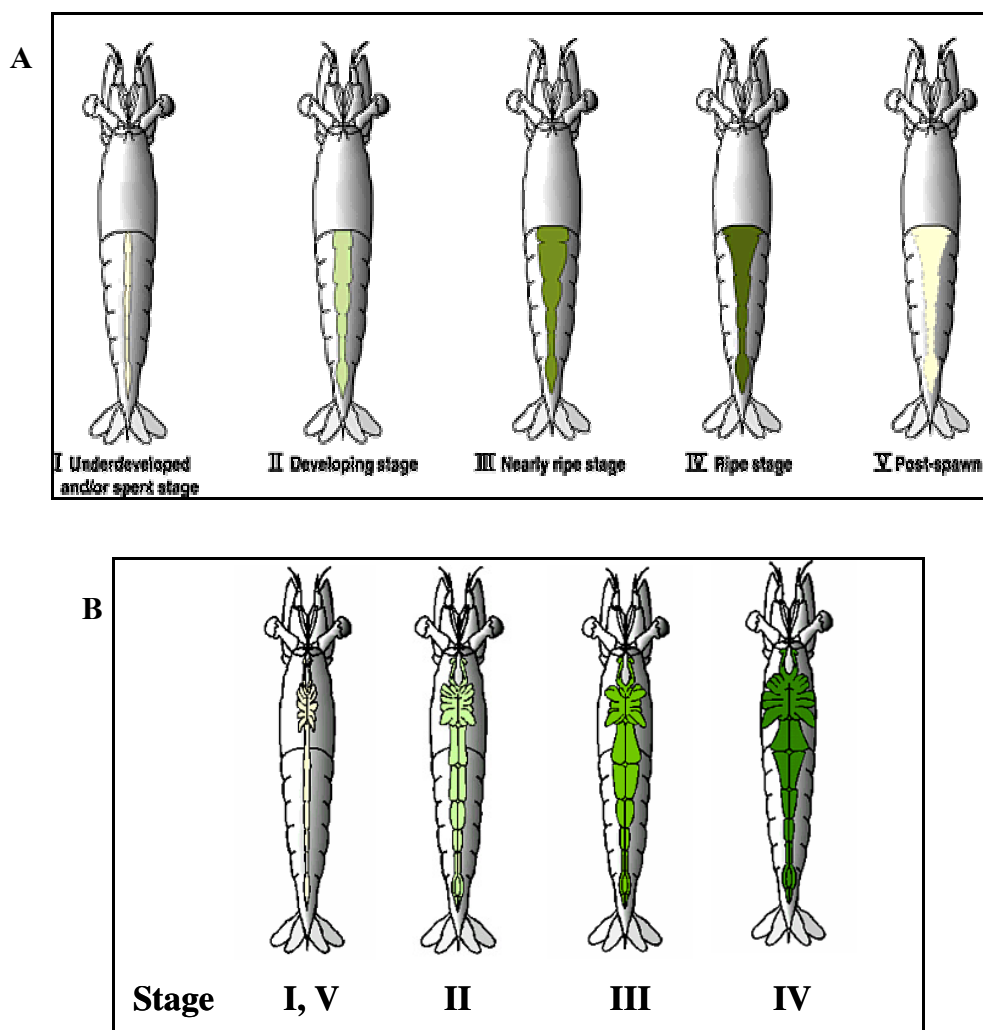 A
I Underdeveloped
and/or spent stage
II Developing stage
III Nearly ripe stage
IV Ripe stage
V Post-spawn
B
Stage I, V II III IV